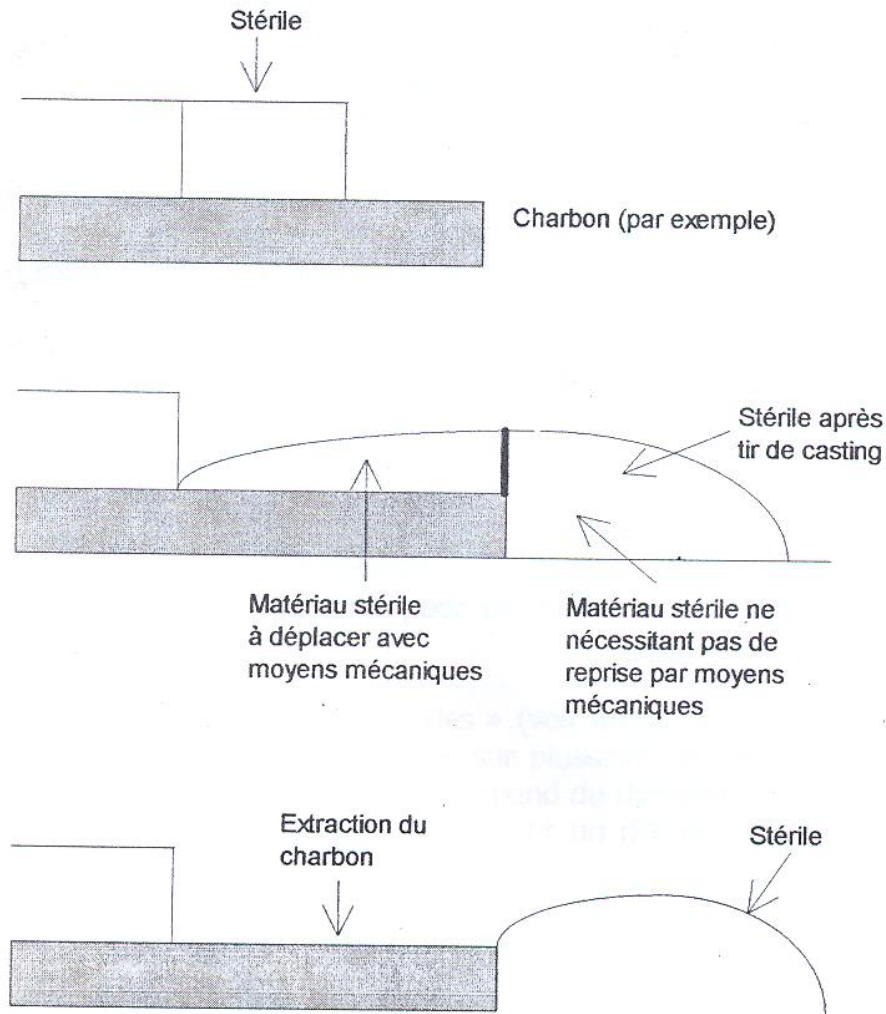 Stérile
Charbon (par exemple)
Stérile après
tir de casting
Matériau stérile
à déplacer avec
moyens mécaniques
Matériau stérile ne
nécessitant pas de
reprise par moyens
mécaniques
Extraction du
charbon
Stérile